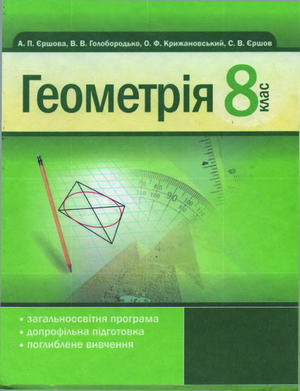 А. П. Єршова, В. В. Голобородько, О. Ф. Крижановський, С. В. Єршов
Геометрія 8 клас
• загальноосвітня програма
• допрофільна підготовка
• поглиблене вивчення